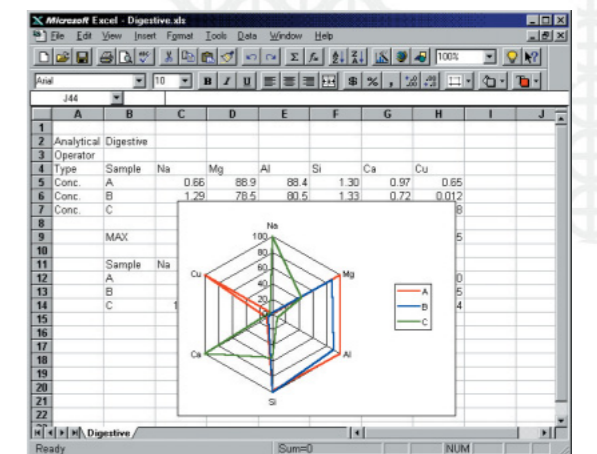 Microsoft Excel - Digestive.xls
File Edit View Insert Format Tools Data Window Help
100%
Arial 10 B I U $ % ,
J44
A B C D E F G H I J
1
2 Analytical Digestive
3 Operator
4 Type Sample Na Mg Al Si Ca Cu
5 Conc. A 0.66 88.9 88.4 1.30 0.97 0.65
6 Conc. B 1.29 78.5 80.5 1.33 0.72 0.012
7 Conc. C 8
8
9 MAX 5
10
11 Sample Na
12 A 0
13 B 5
14 C 1 4
15
16
17
18
19
20
21
22
Na
100
80
60
40
20
Cu Mg
A
B
C
Ca Al
Si
Digestive
Ready Sum=0 NUM